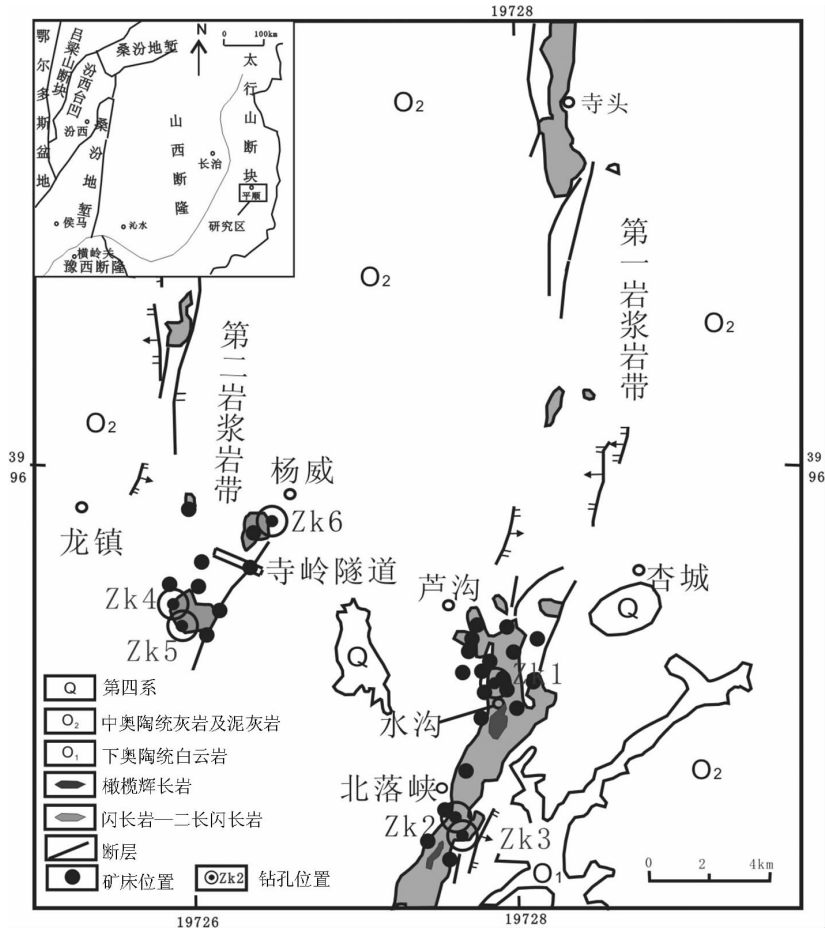 19728
鄂尔多斯盆地
吕梁山断块
汾西台凹
桑汾地堑
N
0 100km
太行山断块
汾西
桑汾地堑
山西断隆
长治
平顺
侯马
沁水
研究区
横岭关
豫西断隆
O₂
寺头
O₂
第一岩浆岩带
O₂
第二岩浆岩带
O₂
39
96
39
96
杨威
Zk6
龙镇
寺岭隧道
Zk4
Zk5
芦沟
杏城
Q
Q
Zk1
水沟
北落峡
Zk2
Zk3
O₂
O₁
Q 第四系
O₂ 中奥陶统灰岩及泥灰岩
O₁ 下奥陶统白云岩
橄榄辉长岩
闪长岩—二长闪长岩
断层
矿床位置
Zk2 钻孔位置
0 2 4km
19726
19728